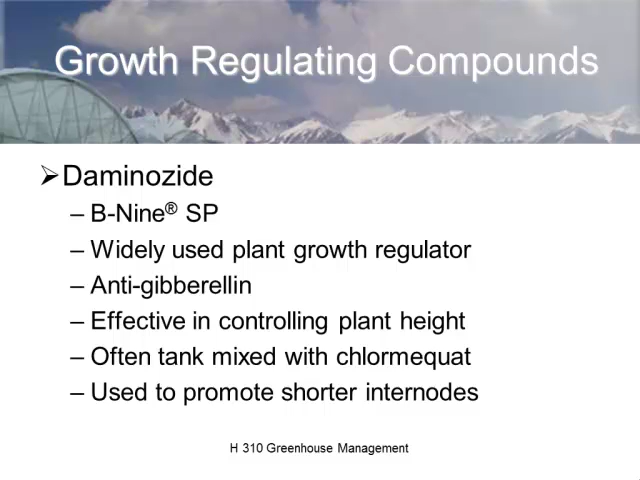 Growth Regulating Compounds
➢Daminozide
– B-Nine® SP
– Widely used plant growth regulator
– Anti-gibberellin
– Effective in controlling plant height
– Often tank mixed with chlormequat
– Used to promote shorter internodes
H 310 Greenhouse Management